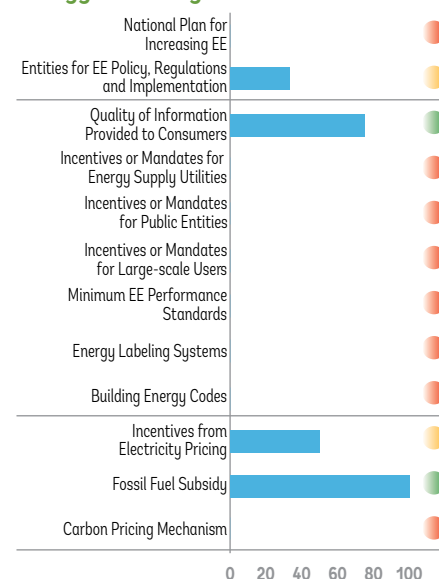 National Plan for
Increasing EE
Entities for EE Policy, Regulations
and Implementation
Quality of Information
Provided to Consumers
Incentives or Mandates for
Energy Supply Utilities
Incentives or Mandates
for Public Entities
Incentives or Mandates
for Large-scale Users
Minimum EE Performance
Standards
Energy Labeling Systems
Building Energy Codes
Incentives from
Electricity Pricing
Fossil Fuel Subsidy
Carbon Pricing Mechanism
0 20 40 60 80 100